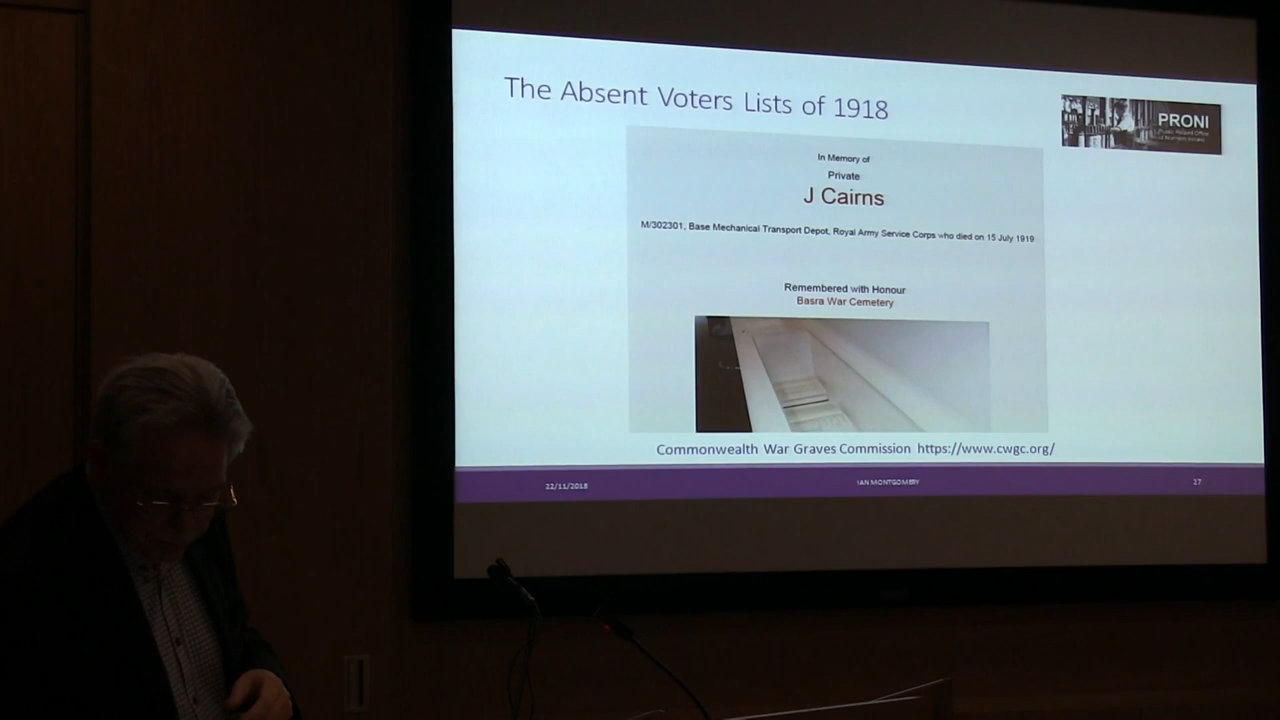 The Absent Voters Lists of 1918
PRONI
Public Record Office
of Northern Ireland
In Memory of
Private
J Cairns
M/302301, Base Mechanical Transport Depot, Royal Army Service Corps who died on 15 July 1919
Remembered with Honour
Basra War Cemetery
Commonwealth War Graves Commission https://www.cwgc.org/
22/11/2018
IAN MONTGOMERY
27